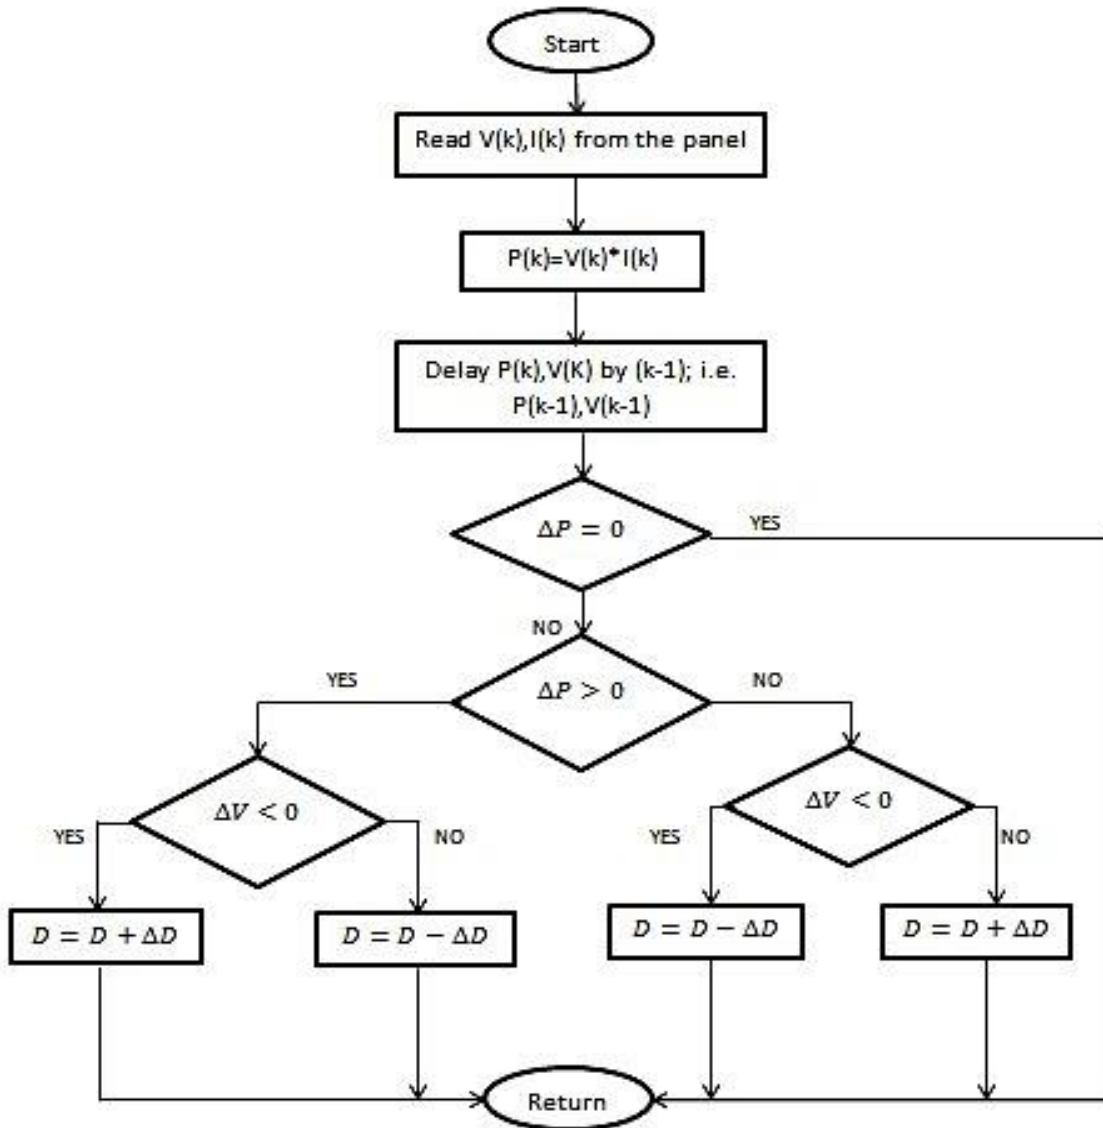 Start
Read V(k),I(k) from the panel
P(k)=V(k)*I(k)
Delay P(k),V(K) by (k-1); i.e.
P(k-1),V(k-1)
ΔP = 0
YES
NO
ΔP > 0
YES
NO
ΔV < 0
YES
NO
ΔV < 0
YES
NO
D = D + ΔD
D = D − ΔD
D = D − ΔD
D = D + ΔD
Return